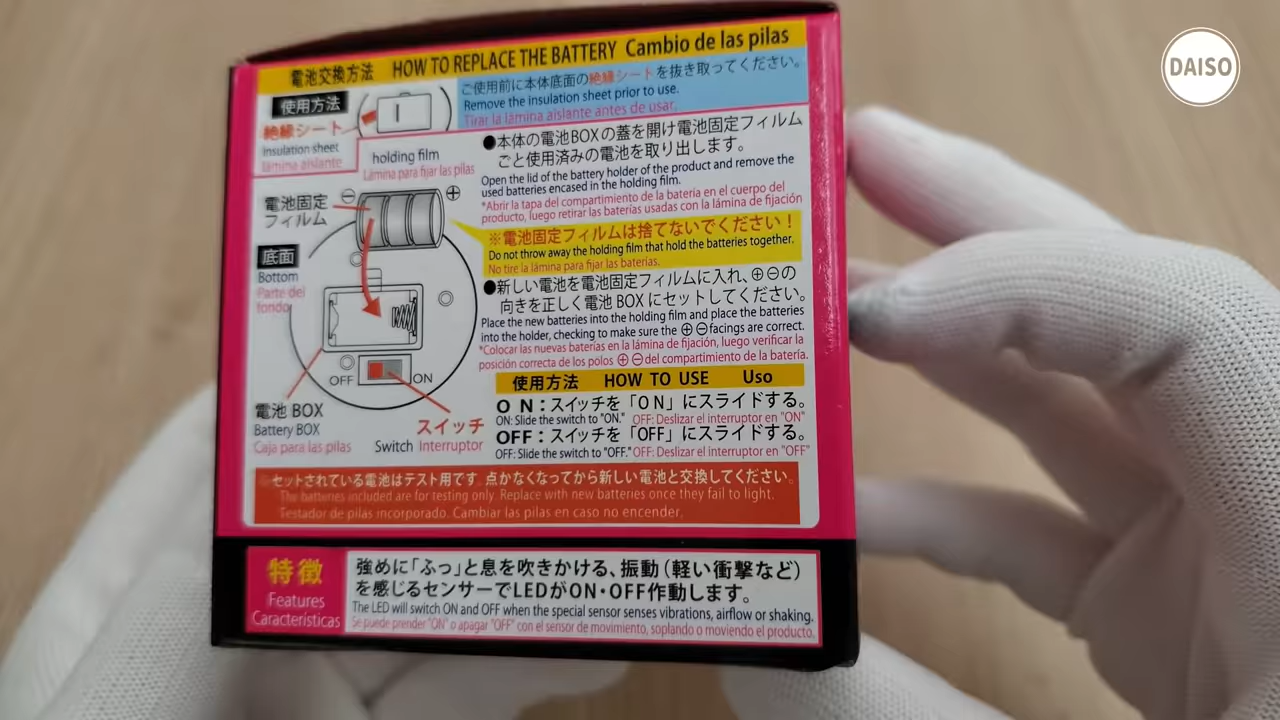 DAISO
電池交換方法 HOW TO REPLACE THE BATTERY Cambio de las pilas
使用方法
絶縁シート
insulation sheet
lámina aislante
ご使用前に本体底面の絶縁シートを抜き取ってください。
Remove the insulation sheet prior to use.
Tirar la lámina aislante antes de usar.
holding film
Lámina para fijar las pilas
電池固定
フィルム
⊖
⊕
底面
Bottom
Parte del
fondo
OFF
ON
電池 BOX
Battery BOX
Caja para las pilas
スイッチ
Switch Interruptor
●本体の電池BOXの蓋を開け電池固定フィルム
ごと使用済みの電池を取り出します。
Open the lid of the battery holder of the product and remove the
used batteries encased in the holding film.
*Abrir la tapa del compartimento de la batería en el cuerpo del
producto, luego retirar las baterías usadas con la lámina de fijación
※電池固定フィルムは捨てないでください！
Do not throw away the holding film that hold the batteries together.
No tire la lámina para fijar las baterías.
●新しい電池を電池固定フィルムに入れ、⊕⊖の
向きを正しく電池 BOX にセットしてください。
Place the new batteries into the holding film and place the batteries
into the holder, checking to make sure the ⊕ ⊖ facings are correct.
*Colocar las nuevas baterías en la lámina de fijación, luego verificar la
posición correcta de los polos ⊕ ⊖ del compartimento de la batería.
使用方法 HOW TO USE Uso
O N：スイッチを「O N」にスライドする。
ON: Slide the switch to "ON." OFF: Deslizar el interruptor en "ON"
OFF：スイッチを「OFF」にスライドする。
OFF: Slide the switch to "OFF." OFF: Deslizar el interruptor en "OFF"
※セットされている電池はテスト用です。点かなくなってから新しい電池と交換してください。
The batteries included are for testing only. Replace with new batteries once they fail to light.
Testador de pilas incorporado. Cambiar las pilas en caso no encender.
特徴
Features
Características
強めに「ふっ」と息を吹きかける、振動（軽い衝撃など）
を感じるセンサーでLEDがON・OFF作動します。
The LED will switch ON and OFF when the special sensor senses vibrations, airflow or shaking.
Se puede prender "ON" o apagar "OFF" con el sensor de movimiento, soplando o moviendo el producto.